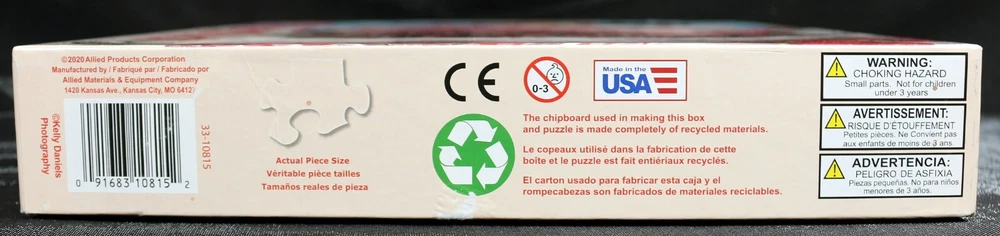 ©2020 Allied Products Corporation
Manufactured by / Fabriqué par / Fabricado por
Allied Materials & Equipment Company
1420 Kansas Ave., Kansas City, MO 64127
©Kelly Daniels
Photography
0 91683 10815 2
33-10815
Actual Piece Size
Véritable pièce tailles
Tamaños reales de pieza
CE
0-3
Made in the
USA
The chipboard used in making this box
and puzzle is made completely of recycled materials.
Le copeaux utilisé dans la fabrication de cette
boîte et le puzzle est fait entiériaux recyclés.
El carton usado para fabricar esta caja y el
rompecabezas son fabricados de materiales reciclables.
WARNING:
CHOKING HAZARD
Small parts. Not for children
under 3 years
AVERTISSEMENT:
RISQUE D'ÉTOUFFEMENT
Petites pièces. Ne Convient pas
aux enfants de moins de 3 ans.
ADVERTENCIA:
PELIGRO DE ASFIXIA
Piezas pequeñas. No para niños
menores de 3 años.